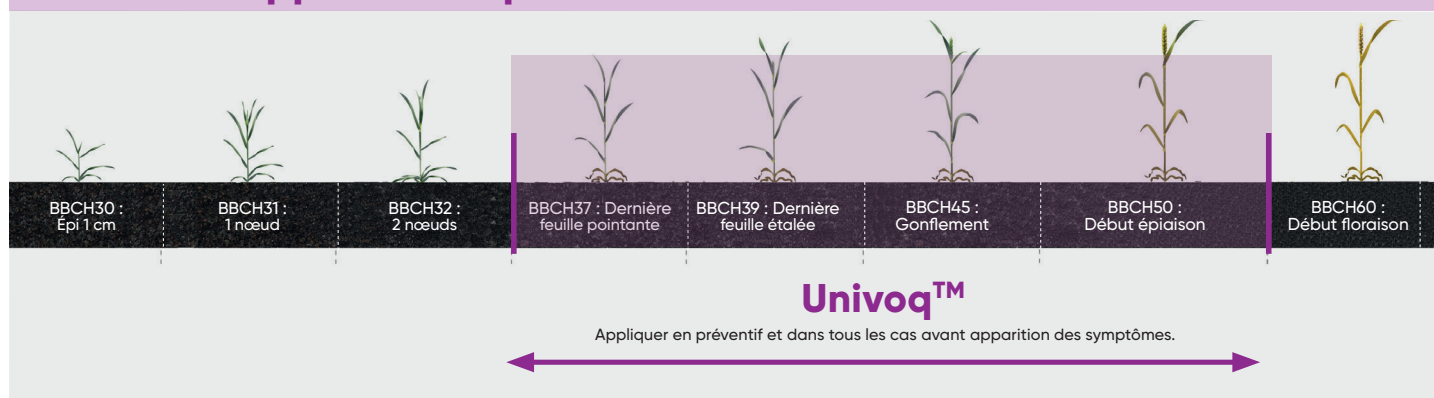 BBCH30 :
Épi 1 cm
BBCH31 :
1 nœud
BBCH32 :
2 nœuds
BBCH37 : Dernière
feuille pointante
BBCH39 : Dernière
feuille étalée
BBCH45 :
Gonflement
BBCH50 :
Début épiaison
BBCH60 :
Début floraison
Univoq™
Appliquer en préventif et dans tous les cas avant apparition des symptômes.